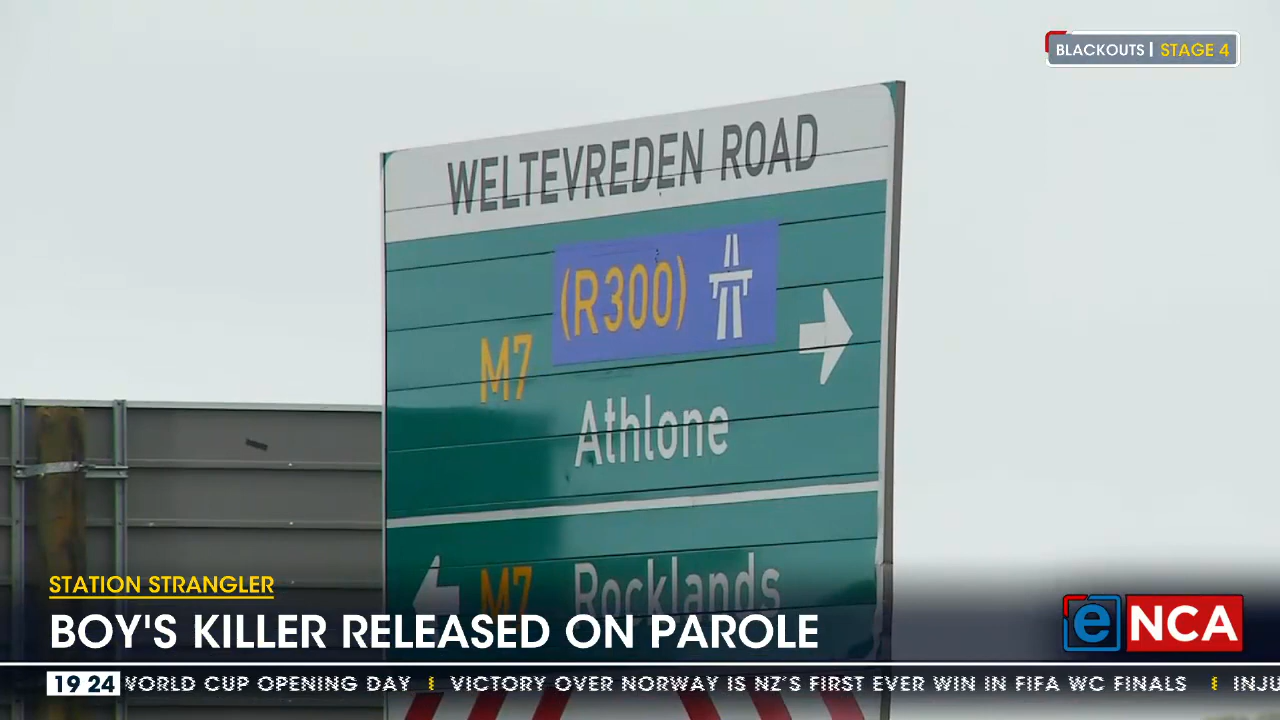 BLACKOUTS | STAGE 4
WELTEVREDEN ROAD
(R300)
M7
Athlone
M7 Rocklands
STATION STRANGLER
BOY'S KILLER RELEASED ON PAROLE
eNCA
19 24 WORLD CUP OPENING DAY VICTORY OVER NORWAY IS NZ'S FIRST EVER WIN IN FIFA WC FINALS